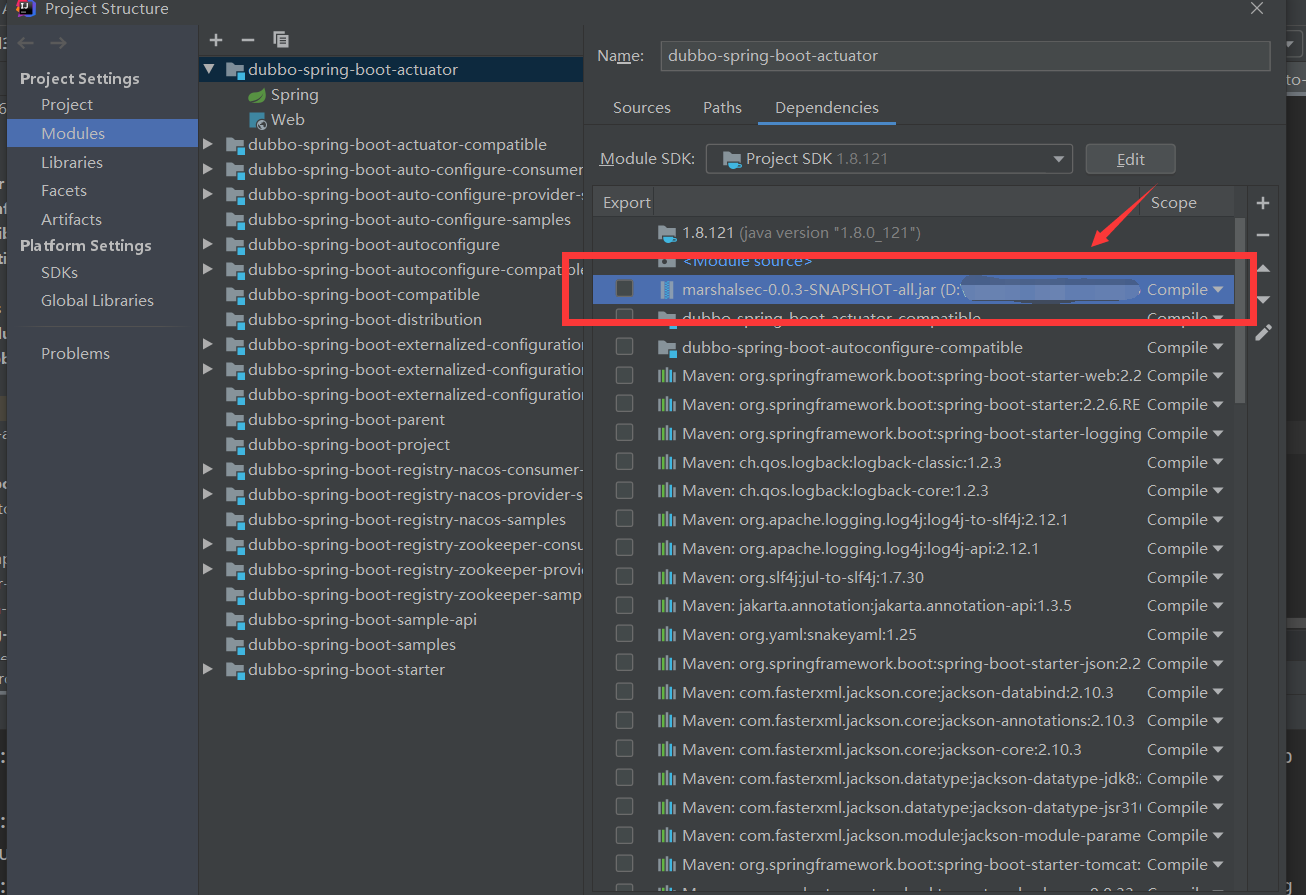 Project Structure
Project Settings
Project
Modules
Libraries
Facets
Artifacts
Platform Settings
SDKs
Global Libraries
Problems
dubbo-spring-boot-actuator
Spring
Web
dubbo-spring-boot-actuator-compatible
dubbo-spring-boot-auto-configure-consumer
dubbo-spring-boot-auto-configure-provider-s
dubbo-spring-boot-auto-configure-samples
dubbo-spring-boot-autoconfigure
dubbo-spring-boot-autoconfigure-compatible
dubbo-spring-boot-compatible
dubbo-spring-boot-distribution
dubbo-spring-boot-externalized-configuration
dubbo-spring-boot-externalized-configuration
dubbo-spring-boot-externalized-configuration
dubbo-spring-boot-parent
dubbo-spring-boot-project
dubbo-spring-boot-registry-nacos-consumer-
dubbo-spring-boot-registry-nacos-provider-s
dubbo-spring-boot-registry-nacos-samples
dubbo-spring-boot-registry-zookeeper-consu
dubbo-spring-boot-registry-zookeeper-provi
dubbo-spring-boot-registry-zookeeper-samp
dubbo-spring-boot-sample-api
dubbo-spring-boot-samples
dubbo-spring-boot-starter
Name: dubbo-spring-boot-actuator
Sources Paths Dependencies
Module SDK: Project SDK 1.8.121 Edit
Export Scope
1.8.121 (java version "1.8.0_121")
<Module source>
marshalsec-0.0.3-SNAPSHOT-all.jar (D: Compile
dubbo-spring-boot-actuator-compatible Compile
dubbo-spring-boot-autoconfigure-compatible Compile
Maven: org.springframework.boot:spring-boot-starter-web:2.2 Compile
Maven: org.springframework.boot:spring-boot-starter:2.2.6.RE Compile
Maven: org.springframework.boot:spring-boot-starter-logging Compile
Maven: ch.qos.logback:logback-classic:1.2.3 Compile
Maven: ch.qos.logback:logback-core:1.2.3 Compile
Maven: org.apache.logging.log4j:log4j-to-slf4j:2.12.1 Compile
Maven: org.apache.logging.log4j:log4j-api:2.12.1 Compile
Maven: org.slf4j:jul-to-slf4j:1.7.30 Compile
Maven: jakarta.annotation:jakarta.annotation-api:1.3.5 Compile
Maven: org.yaml:snakeyaml:1.25 Compile
Maven: org.springframework.boot:spring-boot-starter-json:2.2 Compile
Maven: com.fasterxml.jackson.core:jackson-databind:2.10.3 Compile
Maven: com.fasterxml.jackson.core:jackson-annotations:2.10.3 Compile
Maven: com.fasterxml.jackson.core:jackson-core:2.10.3 Compile
Maven: com.fasterxml.jackson.datatype:jackson-datatype-jdk8: Compile
Maven: com.fasterxml.jackson.datatype:jackson-datatype-jsr310 Compile
Maven: com.fasterxml.jackson.module:jackson-module-parame Compile
Maven: org.springframework.boot:spring-boot-starter-tomcat: Compile